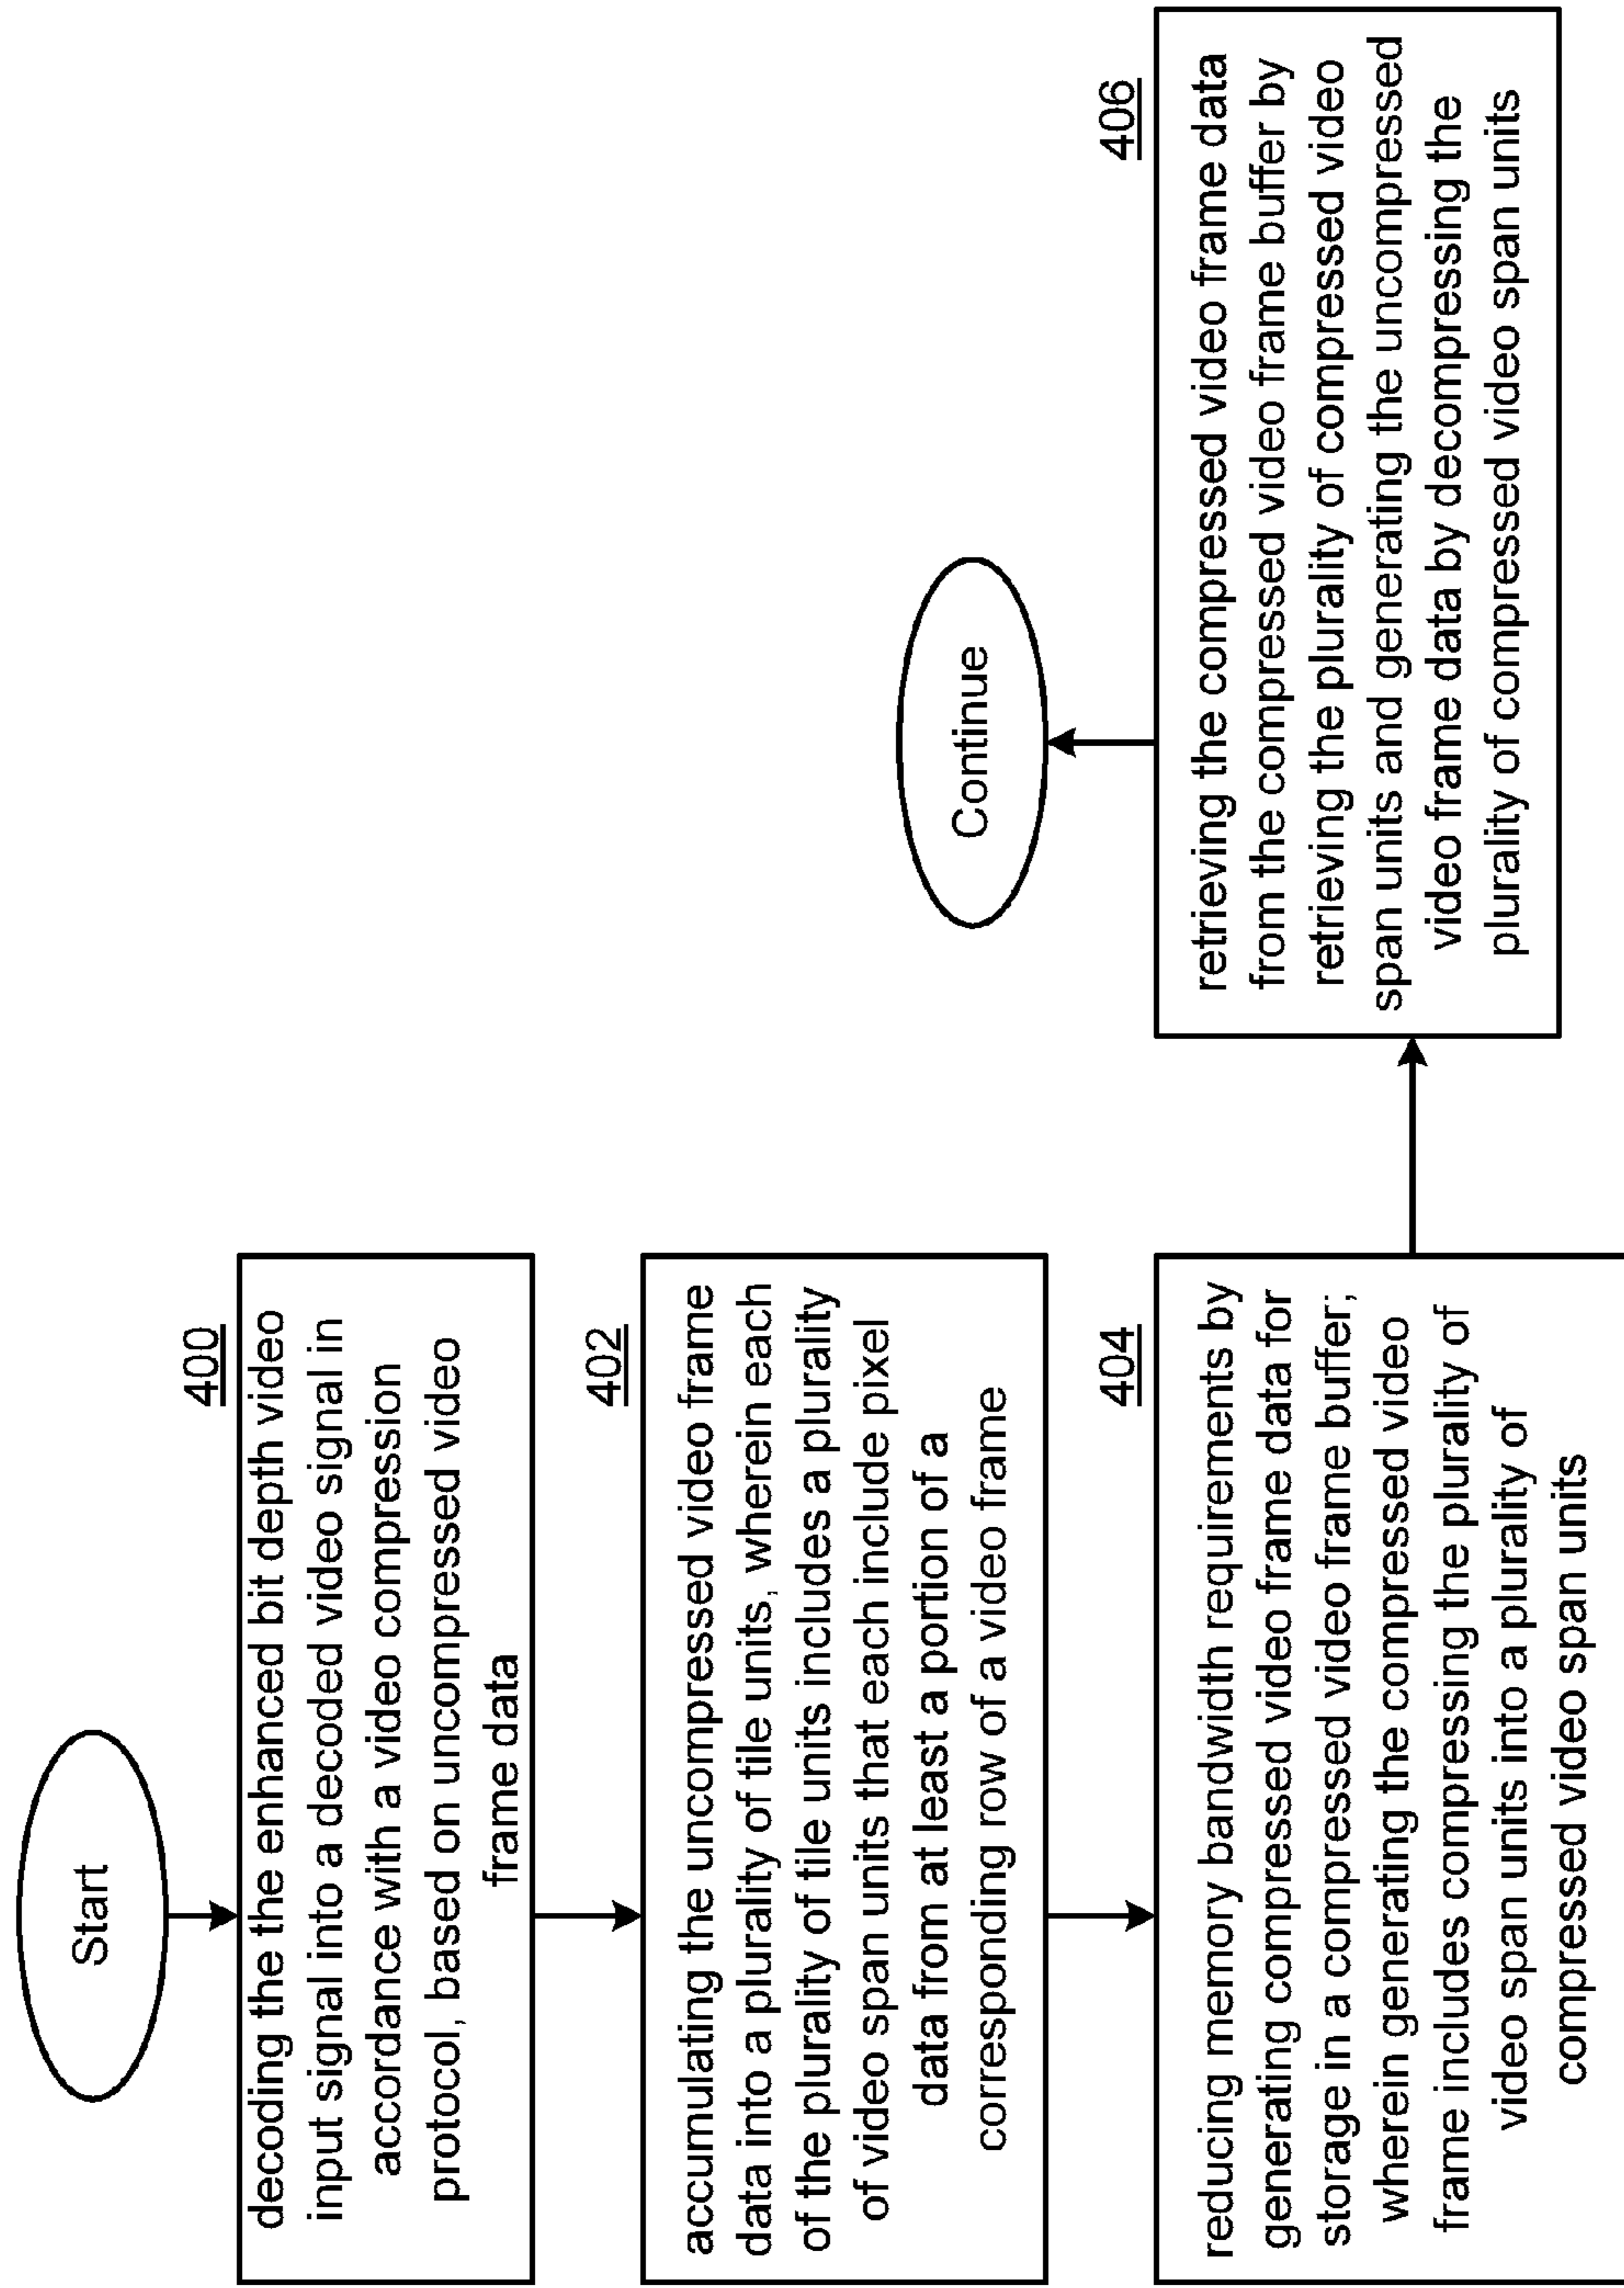 Start
400
decoding the the enhanced bit depth video
input signal into a decoded video signal in
accordance with a video compression
protocol, based on uncompressed video
frame data
402
accumulating the uncompressed video frame
data into a plurality of tile units, wherein each
of the plurality of tile units includes a plurality
of video span units that each include pixel
data from at least a portion of a
corresponding row of a video frame
404
reducing memory bandwidth requirements by
generating compressed video frame data for
storage in a compressed video frame buffer;
wherein generating the compressed video
frame includes compressing the plurality of
video span units into a plurality of
compressed video span units
406
retrieving the compressed video frame data
from the compressed video frame buffer by
retrieving the plurality of compressed video
span units and generating the uncompressed
video frame data by decompressing the
plurality of compressed video span units
Continue